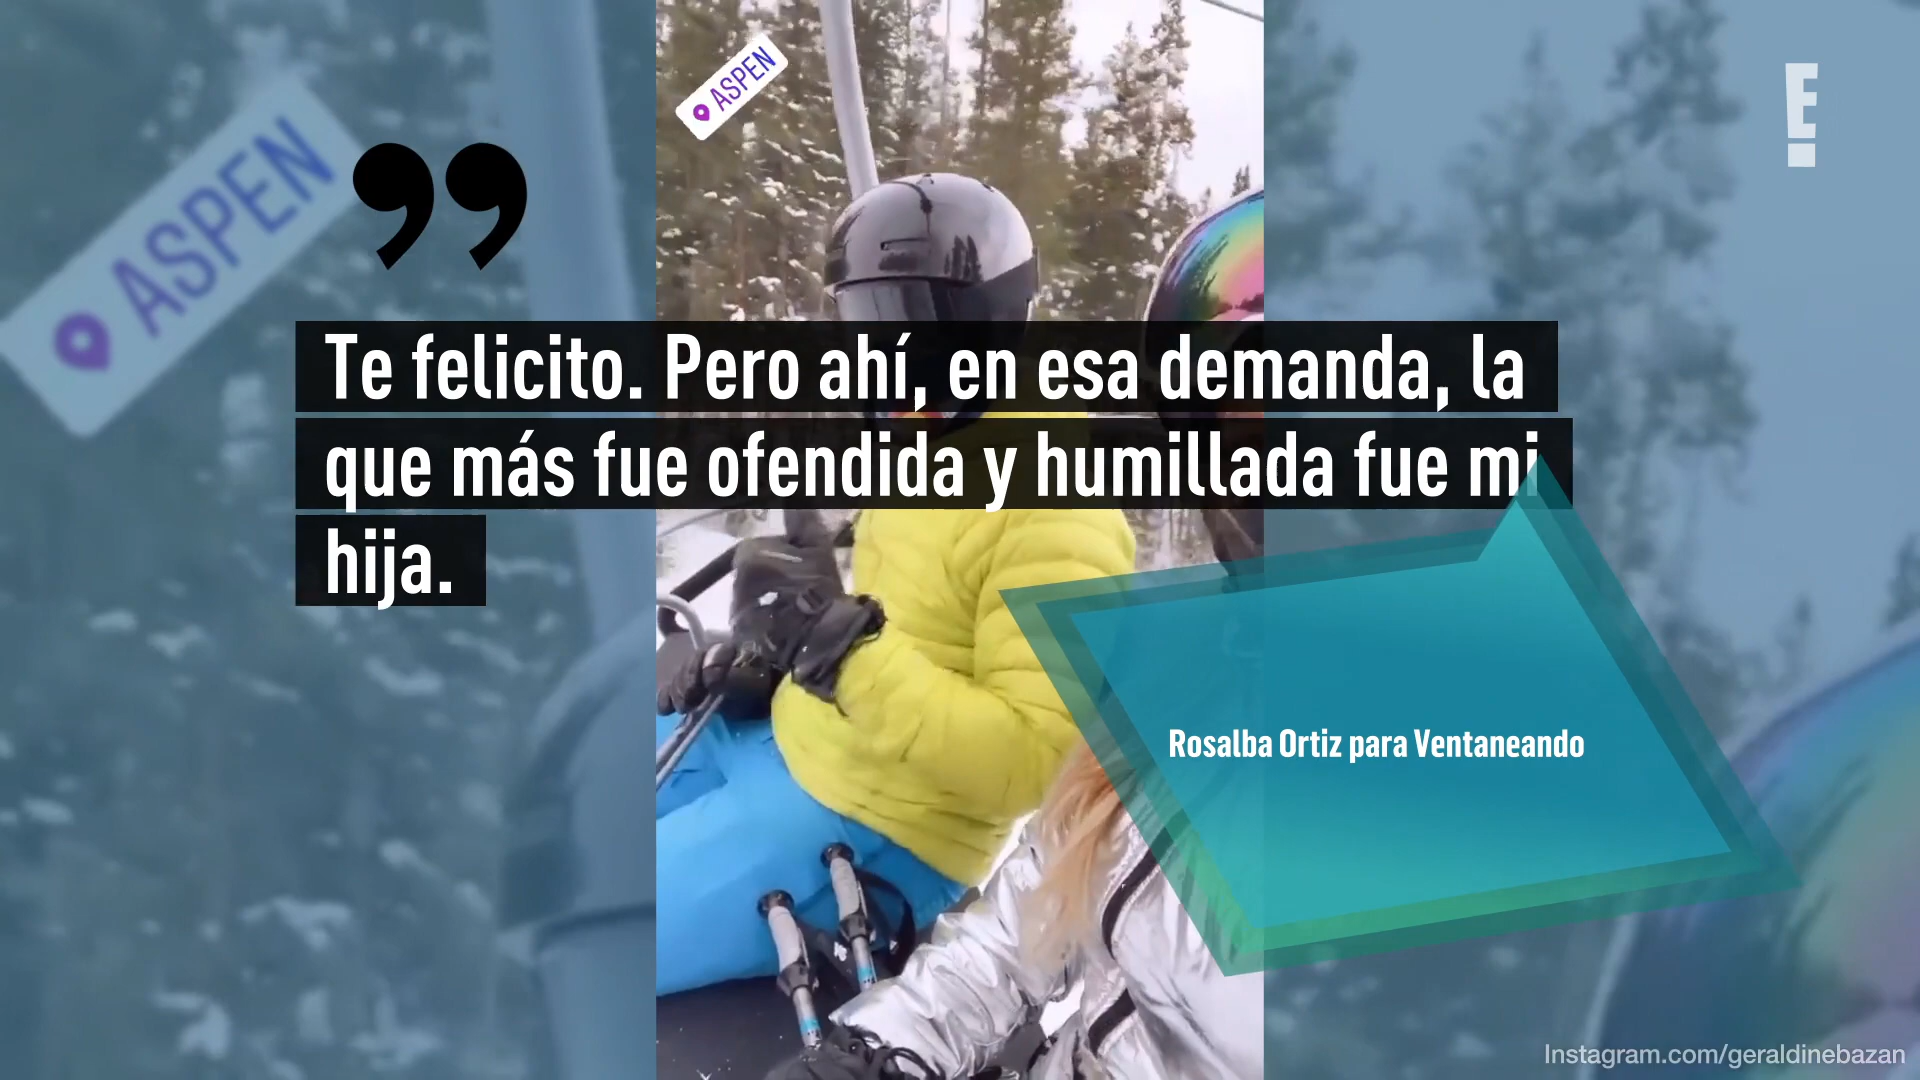 ASPEN
ASPEN
E!
Te felicito. Pero ahí, en esa demanda, la
que más fue ofendida y humillada fue mi
hija.
Rosalba Ortiz para Ventaneando
Instagram.com/geraldinebazan